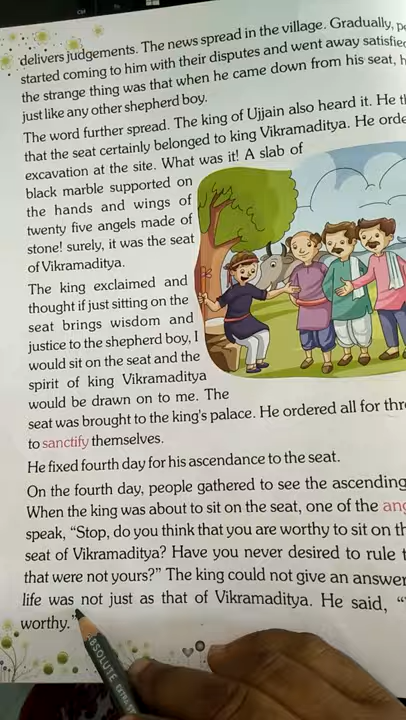 delivers judgements. The news spread in the village. Gradually,
started coming to him with their disputes and went away satisfied
the strange thing was that when he came down from his seat,
just like any other shepherd boy.
The word further spread. The king of Ujjain also heard it. He
that the seat certainly belonged to king Vikramaditya. He
excavation at the site. What was it! A slab of
black marble supported on
the hands and wings of
twenty five angels made of
stone! surely, it was the seat
of Vikramaditya.
The king exclaimed and
thought if just sitting on the
seat brings wisdom and
justice to the shepherd boy, I
would sit on the seat and the
spirit of king Vikramaditya
would be drawn on to me. The
seat was brought to the king's palace. He ordered all for
to sanctify themselves.
He fixed fourth day for his ascendance to the seat.
On the fourth day, people gathered to see the ascending
When the king was about to sit on the seat, one of the
speak, “Stop, do you think that you are worthy to sit on
seat of Vikramaditya? Have you never desired to rule
that were not yours?” The king could not give an answer
life was not just as that of Vikramaditya. He said, “
worthy.”
ABSOLUTE